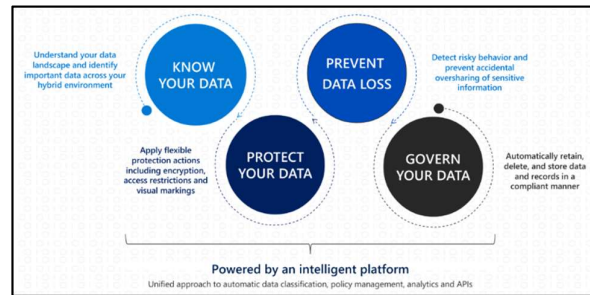 Understand your data
landscape and identify
important data across your
hybrid environment
KNOW
YOUR DATA
PREVENT
DATA LOSS
Detect risky behavior and
prevent accidental
oversharing of sensitive
information
Apply flexible
protection actions
including encryption,
access restrictions and
visual markings
PROTECT
YOUR DATA
GOVERN
YOUR DATA
Automatically retain,
delete, and store data
and records in a
compliant manner
Powered by an intelligent platform
Unified approach to automatic data classification, policy management, analytics and APIs